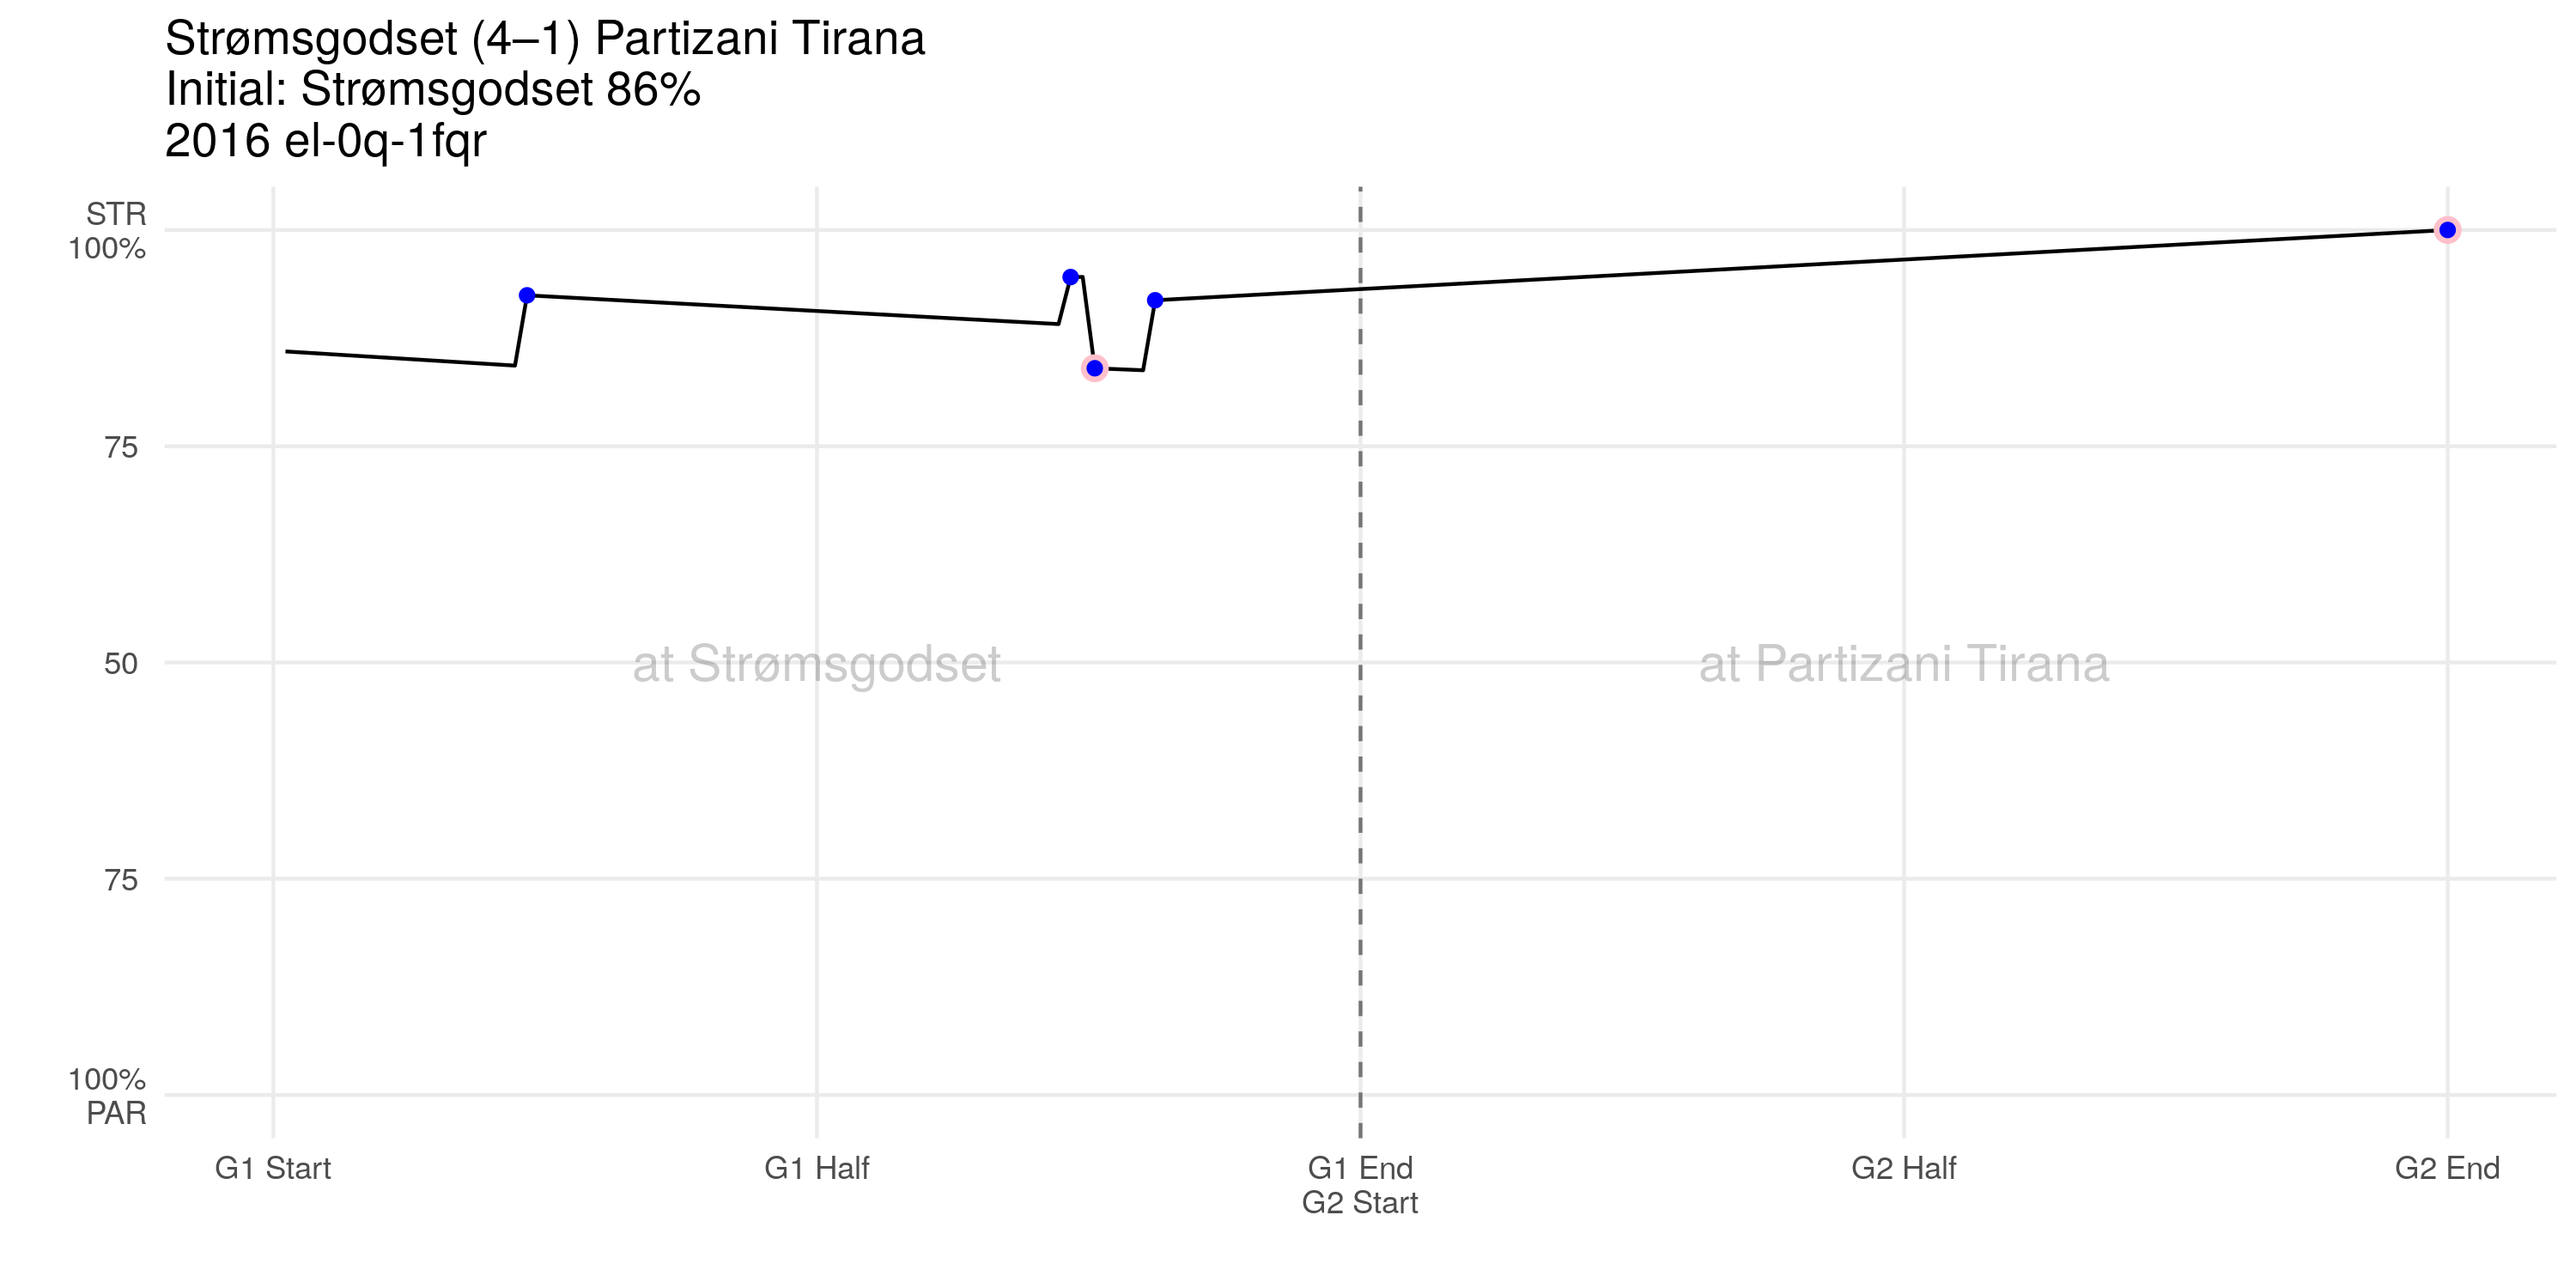 Strømsgodset (4–1) Partizani Tirana
Initial: Strømsgodset 86%
2016 el-0q-1fqr
STR
100%
75
50
75
100%
PAR
at Strømsgodset
at Partizani Tirana
G1 Start
G1 Half
G1 End
G2 Start
G2 Half
G2 End